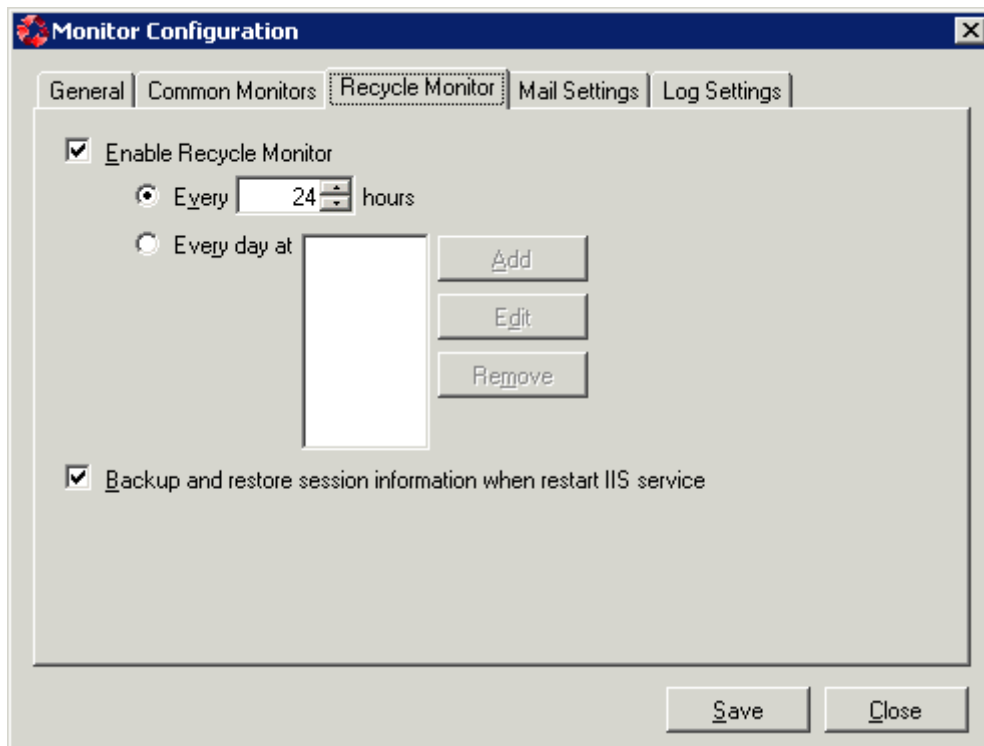 Monitor Configuration
General Common Monitors Recycle Monitor Mail Settings Log Settings
Enable Recycle Monitor
Every 24 hours
Every day at
Add
Edit
Remove
Backup and restore session information when restart IIS service
Save Close